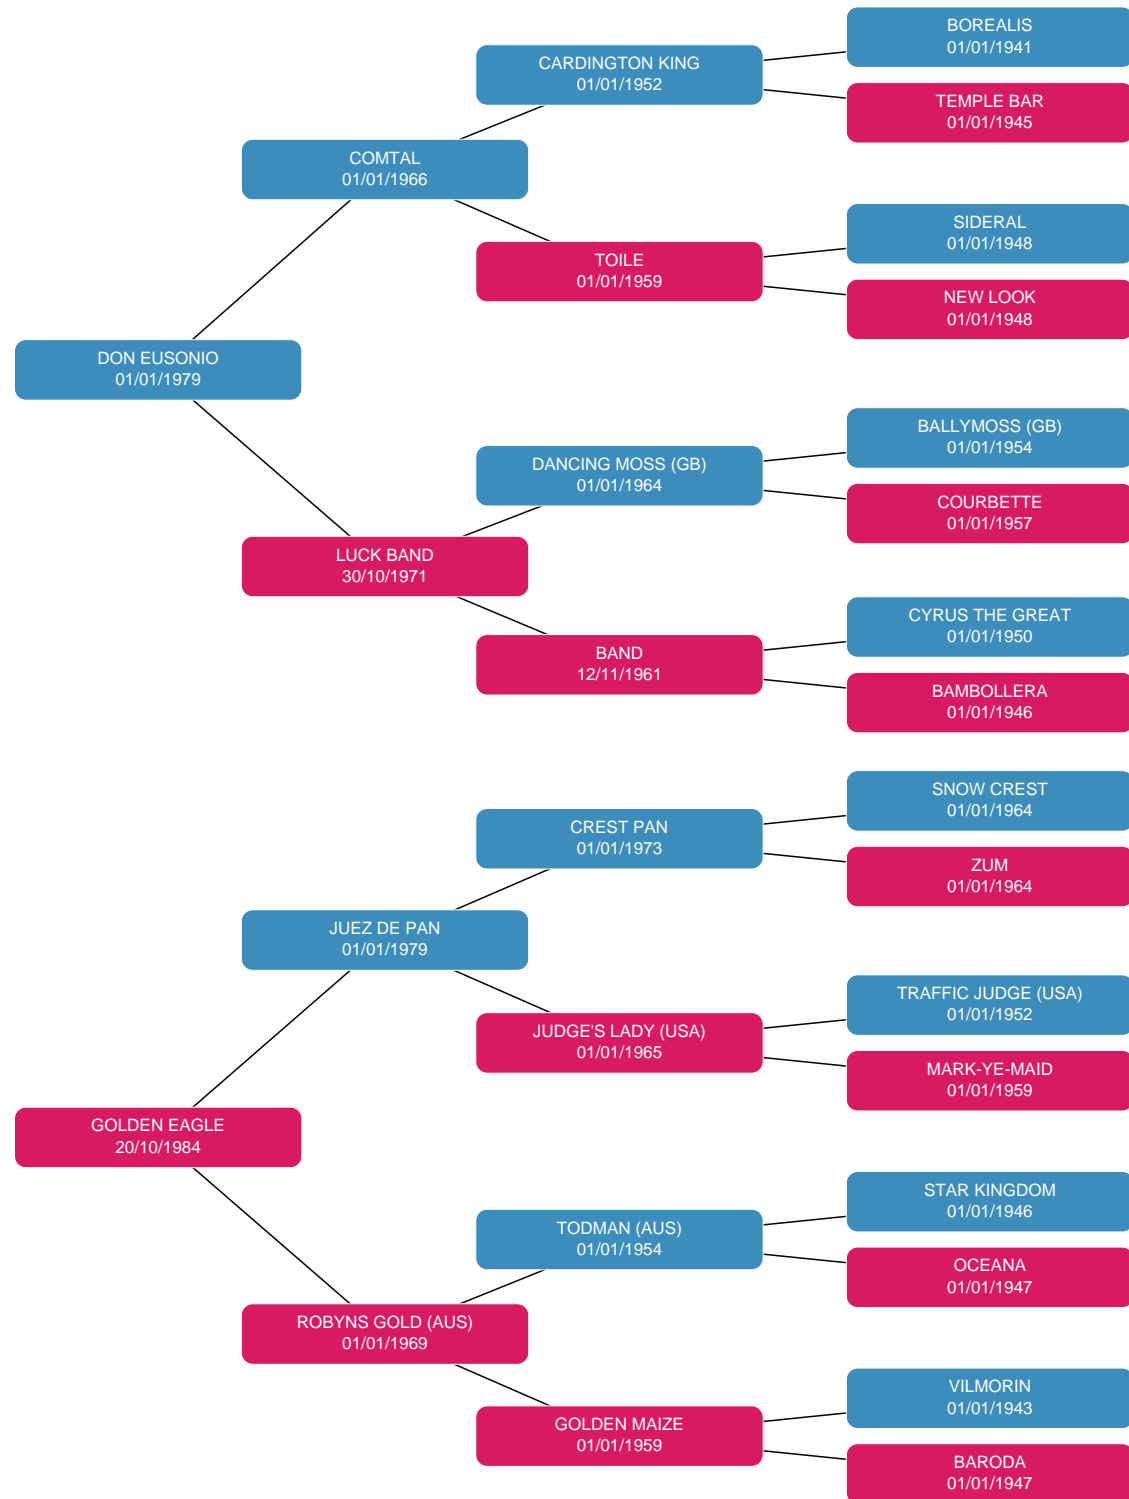 BOREALIS
01/01/1941
CARDINGTON KING
01/01/1952
TEMPLE BAR
01/01/1945
COMTAL
01/01/1966
SIDERAL
01/01/1948
TOILE
01/01/1959
NEW LOOK
01/01/1948
DON EUSONIO
01/01/1979
BALLYMOSS (GB)
01/01/1954
DANCING MOSS (GB)
01/01/1964
COURBETTE
01/01/1957
LUCK BAND
30/10/1971
CYRUS THE GREAT
01/01/1950
BAND
12/11/1961
BAMBOLLERA
01/01/1946
SNOW CREST
01/01/1964
CREST PAN
01/01/1973
ZUM
01/01/1964
JUEZ DE PAN
01/01/1979
TRAFFIC JUDGE (USA)
01/01/1952
JUDGE'S LADY (USA)
01/01/1965
MARK-YE-MAID
01/01/1959
GOLDEN EAGLE
20/10/1984
STAR KINGDOM
01/01/1946
TODMAN (AUS)
01/01/1954
OCEANA
01/01/1947
ROBYNS GOLD (AUS)
01/01/1969
VILMORIN
01/01/1943
GOLDEN MAIZE
01/01/1959
BARODA
01/01/1947